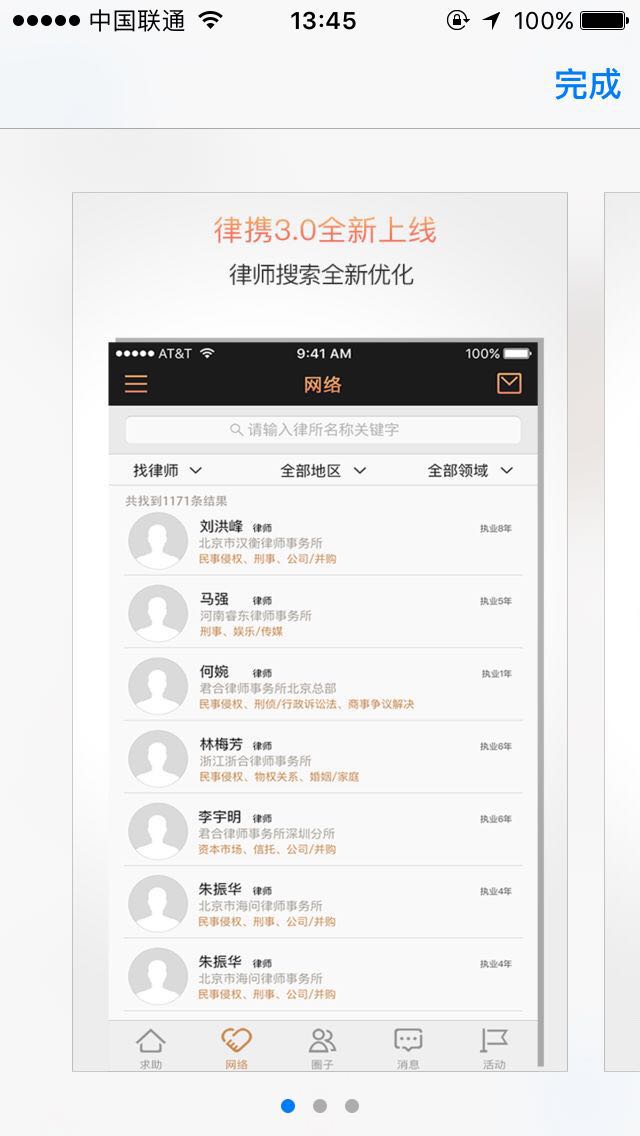 中国联通 13:45 100%
完成
律携3.0全新上线
律师搜索全新优化
AT&T 9:41 AM 100%
网络
请输入律所名称关键字
找律师 全部地区 全部领域
共找到1171条结果
刘洪峰 律师 执业8年
北京市汉衡律师事务所
民事侵权、刑事、公司/并购
马强 律师 执业5年
河南睿东律师事务所
刑事、娱乐/传媒
何婉 律师 执业1年
君合律师事务所北京总部
民事侵权、刑侦/行政诉讼法、商事争议解决
林梅芳 律师 执业6年
浙江浙合律师事务所
民事侵权、物权关系、婚姻/家庭
李宇明 律师 执业6年
君合律师事务所深圳分所
资本市场、信托、公司/并购
朱振华 律师 执业4年
北京市海问律师事务所
民事侵权、刑事、公司/并购
朱振华 律师 执业4年
北京市海问律师事务所
民事侵权、刑事、公司/并购
求助 网络 圈子 消息 活动